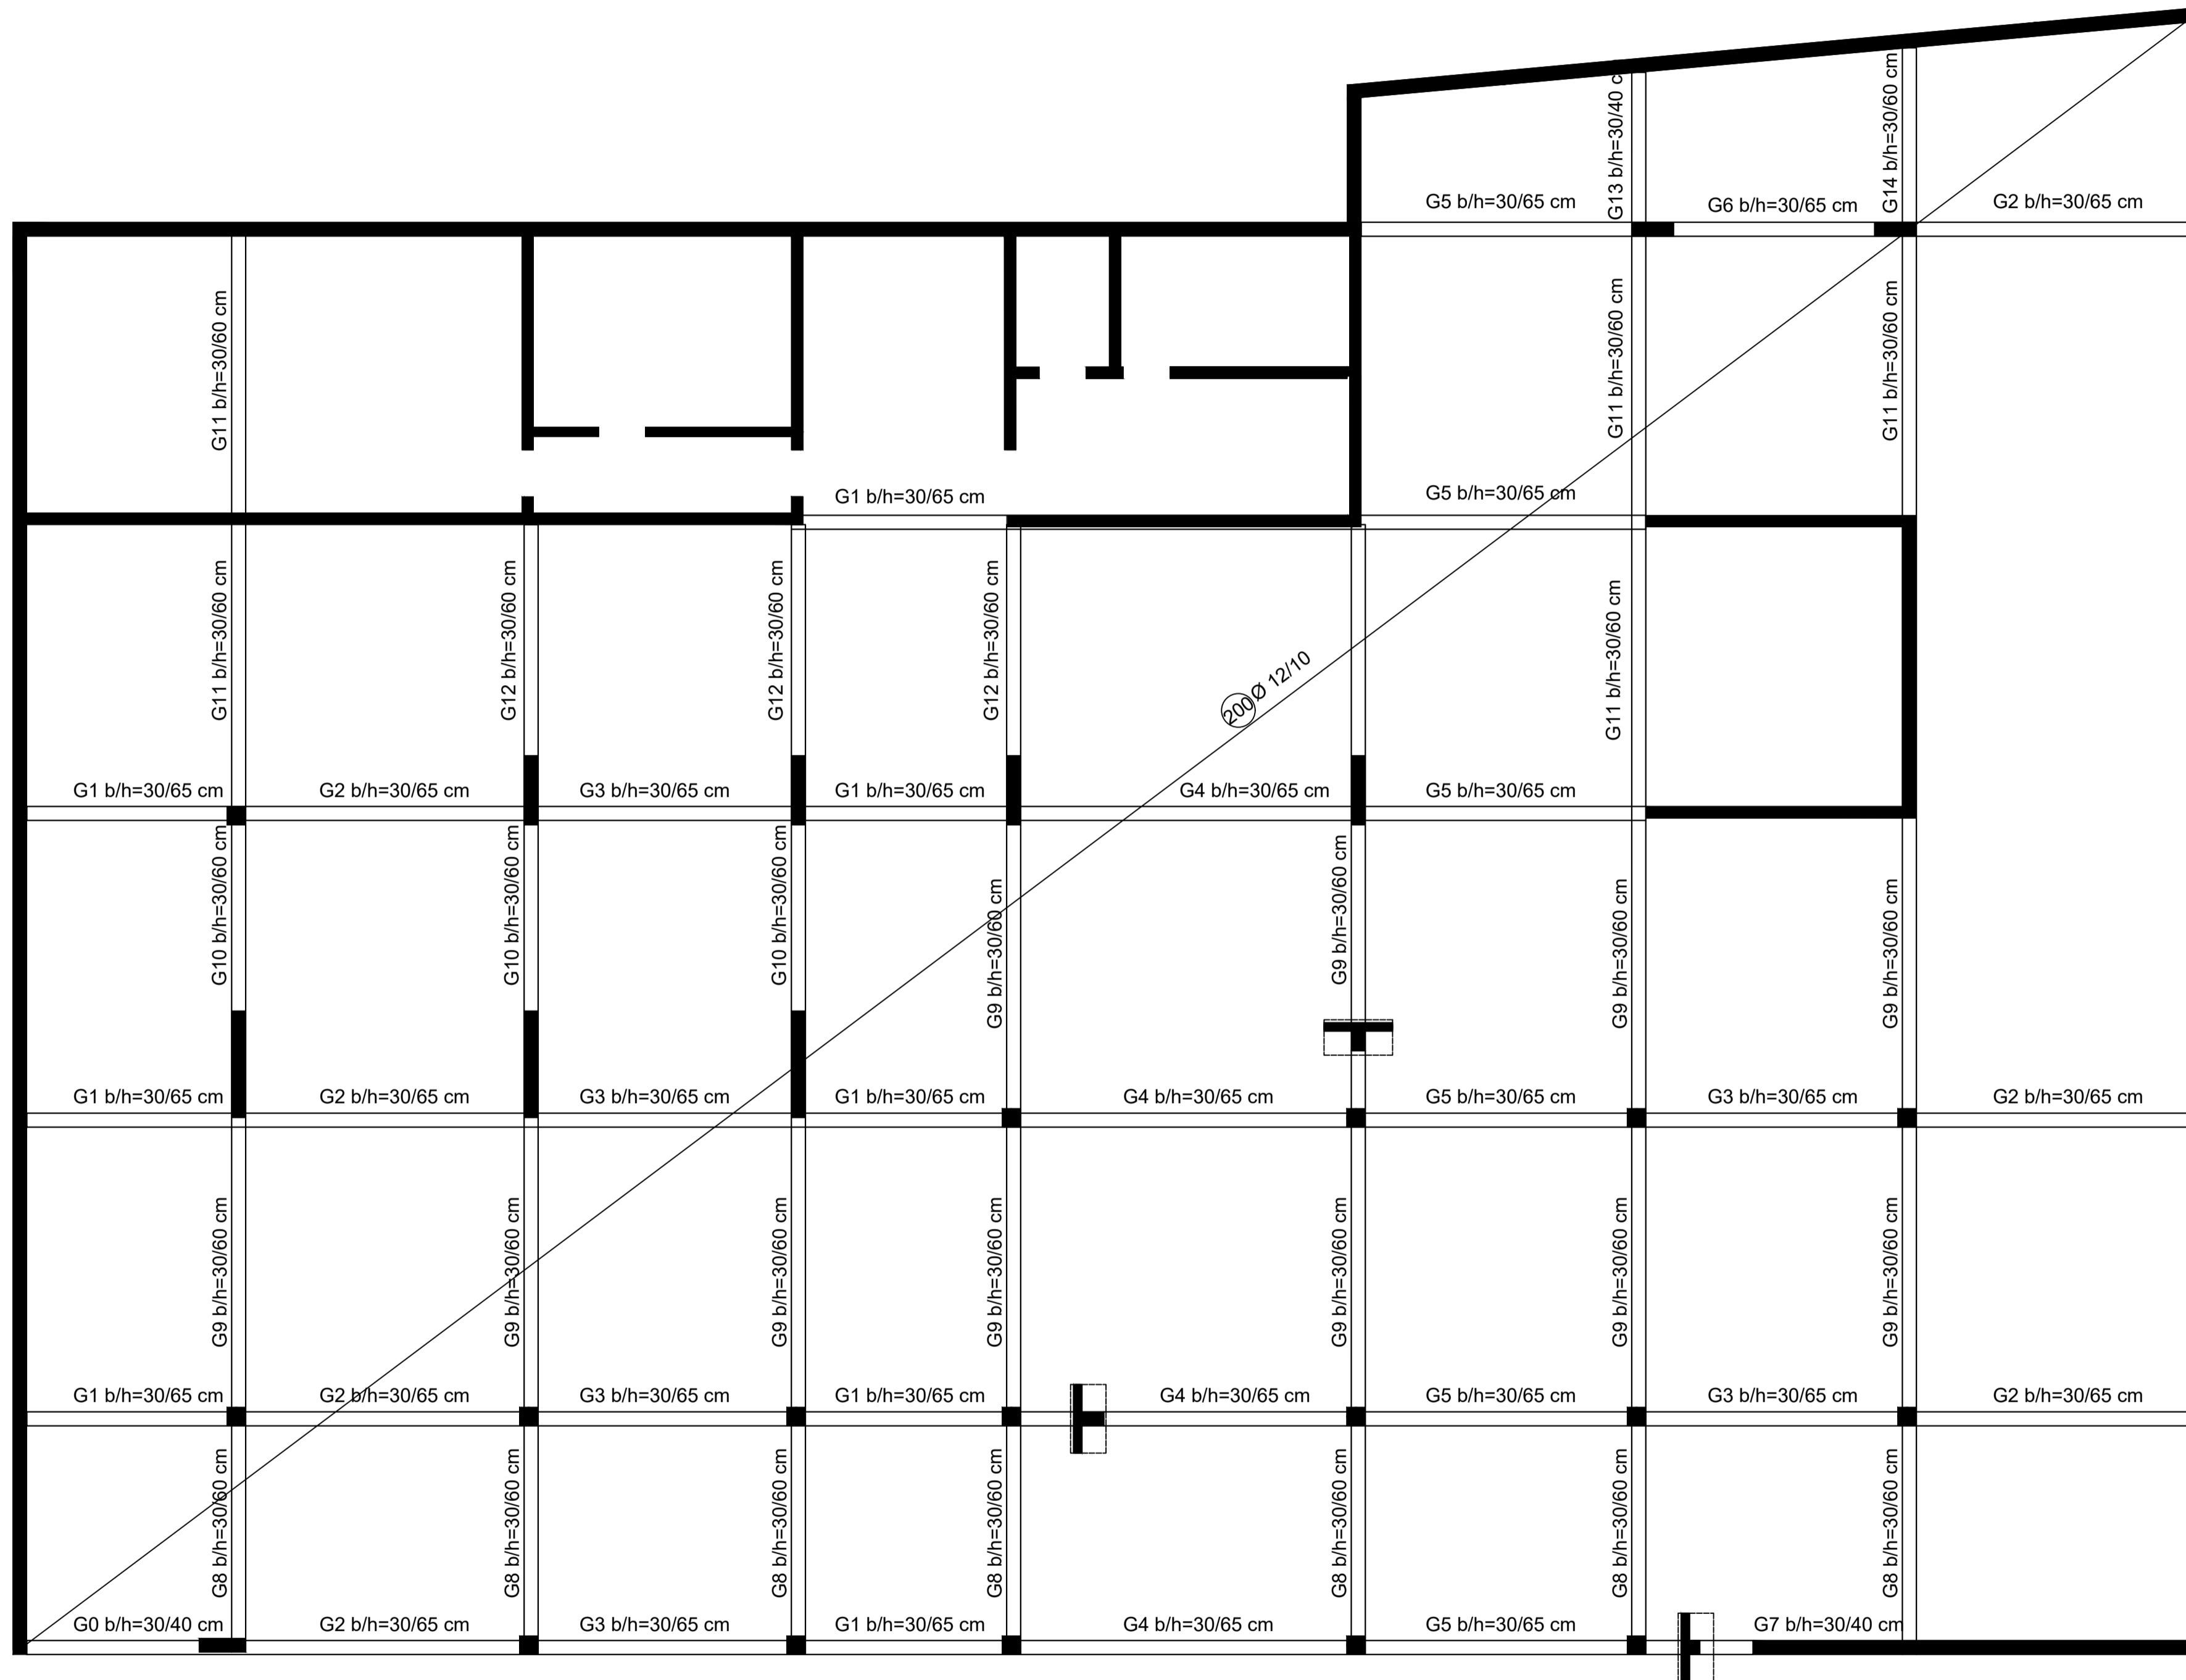 G13 b/h=30/40 c
G14 b/h=30/60 cm
G5 b/h=30/65 cm
G6 b/h=30/65 cm
G2 b/h=30/65 cm
G11 b/h=30/60 cm
G11 b/h=30/60 cm
G11 b/h=30/60 cm
G1 b/h=30/65 cm
G5 b/h=30/65 cm
G11 b/h=30/60 cm
G12 b/h=30/60 cm
G12 b/h=30/60 cm
G12 b/h=30/60 cm
200 Ø 12/10
G11 b/h=30/60 cm
G1 b/h=30/65 cm
G2 b/h=30/65 cm
G3 b/h=30/65 cm
G1 b/h=30/65 cm
G4 b/h=30/65 cm
G5 b/h=30/65 cm
G10 b/h=30/60 cm
G10 b/h=30/60 cm
G10 b/h=30/60 cm
G9 b/h=30/60 cm
G9 b/h=30/60 cm
G9 b/h=30/60 cm
G9 b/h=30/60 cm
G1 b/h=30/65 cm
G2 b/h=30/65 cm
G3 b/h=30/65 cm
G1 b/h=30/65 cm
G4 b/h=30/65 cm
G5 b/h=30/65 cm
G3 b/h=30/65 cm
G2 b/h=30/65 cm
G9 b/h=30/60 cm
G9 b/h=30/60 cm
G9 b/h=30/60 cm
G9 b/h=30/60 cm
G9 b/h=30/60 cm
G9 b/h=30/60 cm
G9 b/h=30/60 cm
G1 b/h=30/65 cm
G2 b/h=30/65 cm
G3 b/h=30/65 cm
G1 b/h=30/65 cm
G4 b/h=30/65 cm
G5 b/h=30/65 cm
G3 b/h=30/65 cm
G2 b/h=30/65 cm
G8 b/h=30/60 cm
G8 b/h=30/60 cm
G8 b/h=30/60 cm
G8 b/h=30/60 cm
G8 b/h=30/60 cm
G8 b/h=30/60 cm
G8 b/h=30/60 cm
G0 b/h=30/40 cm
G2 b/h=30/65 cm
G3 b/h=30/65 cm
G1 b/h=30/65 cm
G4 b/h=30/65 cm
G5 b/h=30/65 cm
G7 b/h=30/40 cm